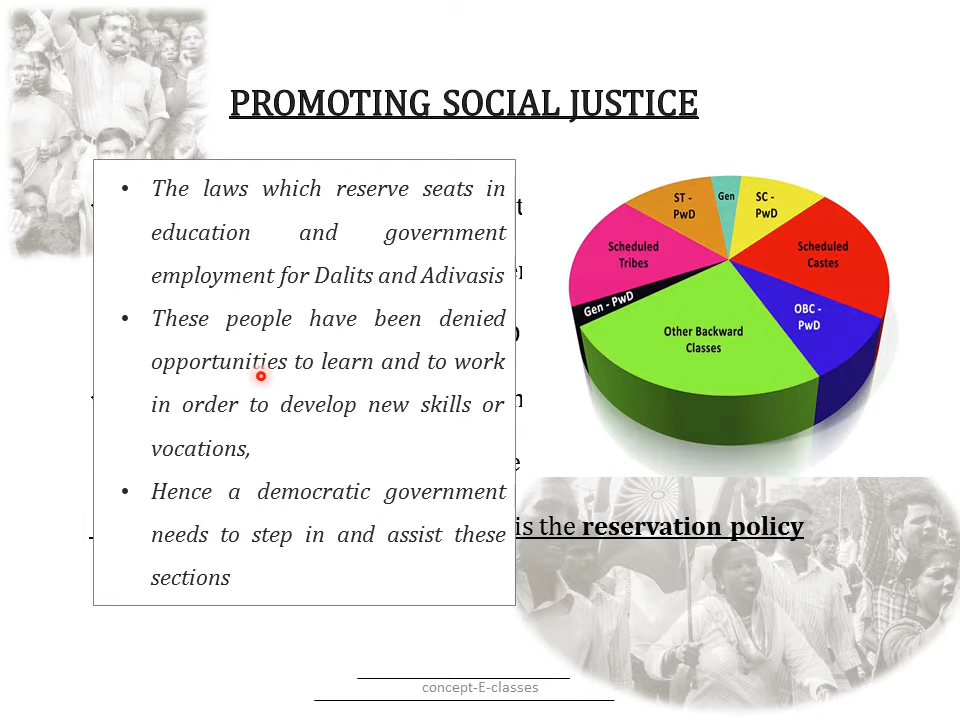 PROMOTING SOCIAL JUSTICE
• The laws which reserve seats in
education and government
employment for Dalits and Adivasis
• These people have been denied
opportunities to learn and to work
in order to develop new skills or
vocations,
• Hence a democratic government
needs to step in and assist these
sections
is the reservation policy
ST -
PwD
Gen
SC -
PwD
Scheduled
Tribes
Scheduled
Castes
Gen - PwD
OBC -
PwD
Other Backward
Classes
concept-E-classes